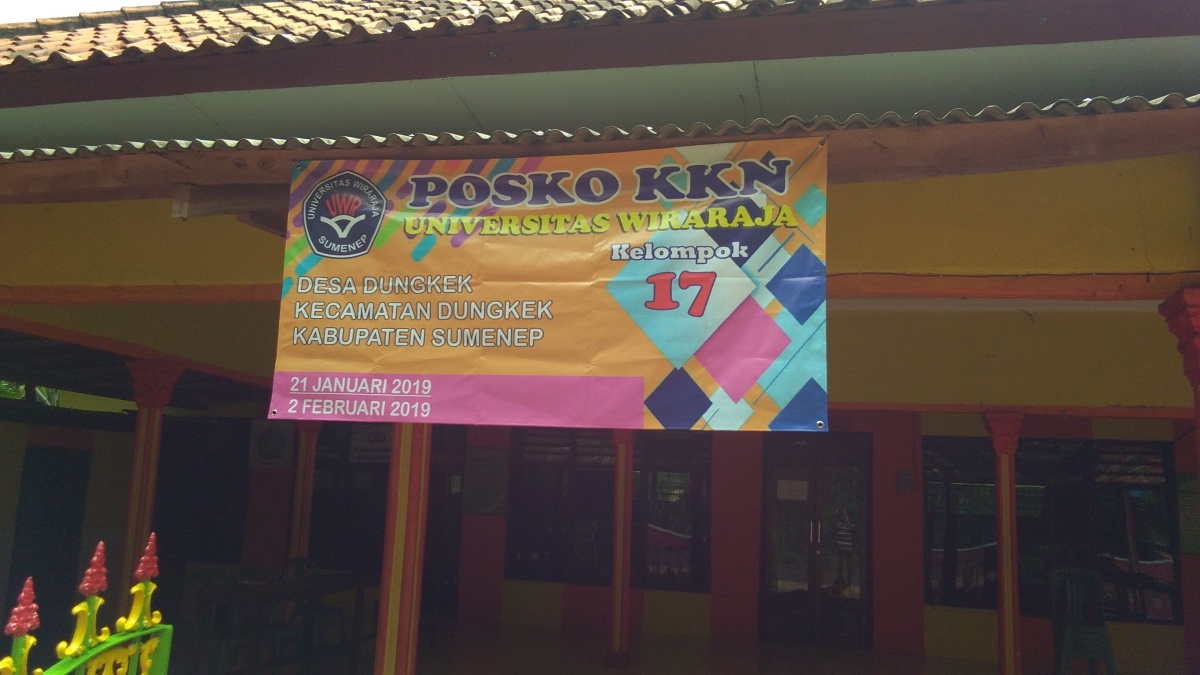 UNIVERSITAS WIRARAJA
UWP
SUMENEP
POSKO KKN
UNIVERSITAS WIRARAJA
Kelompok
17
DESA DUNGKEK
KECAMATAN DUNGKEK
KABUPATEN SUMENEP
21 JANUARI 2019
2 FEBRUARI 2019